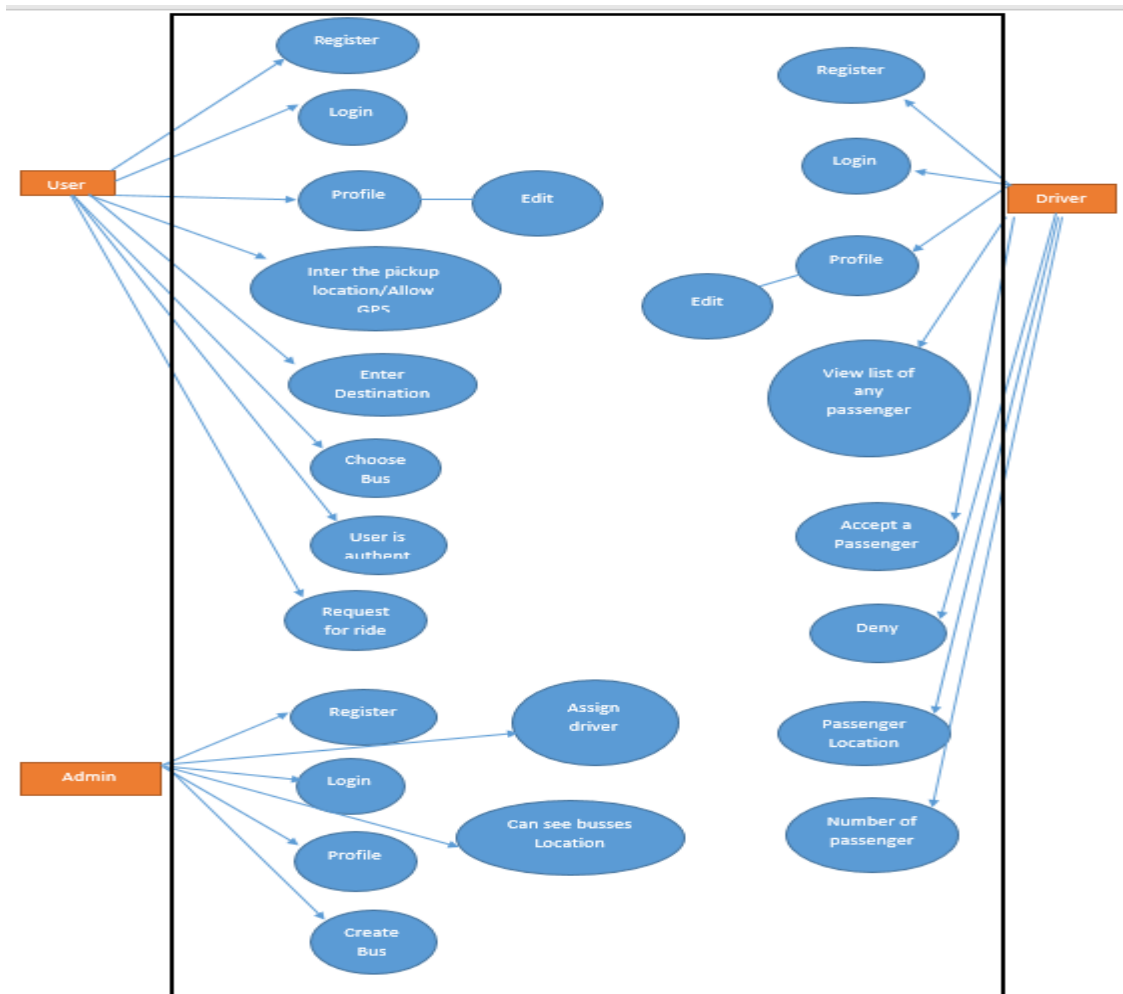 Register
Login
User
Profile
Edit
Inter the pickup
location/Allow
GPS
Enter
Destination
Choose
Bus
User is
authent
Request
for ride
Register
Login
Driver
Profile
Edit
View list of
any
passenger
Accept a
Passenger
Deny
Passenger
Location
Number of
passenger
Admin
Register
Assign
driver
Login
Can see busses
Location
Profile
Create
Bus